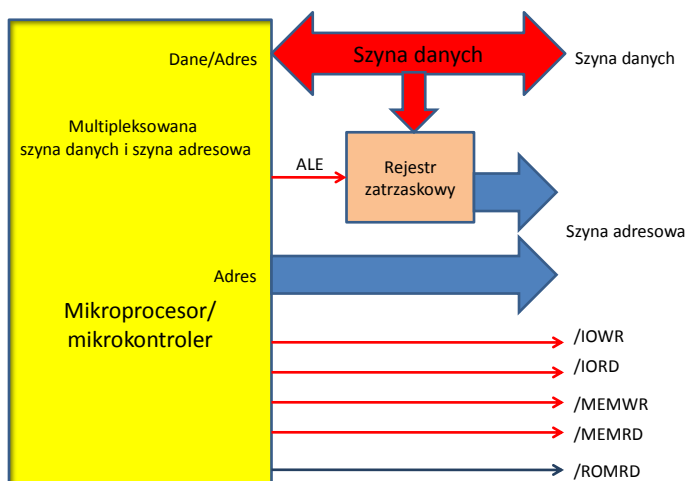 Dane/Adres
Szyna danych
Szyna danych
Multipleksowana
szyna danych i szyna adresowa
ALE
Rejestr
zatrzaskowy
Szyna adresowa
Adres
Mikroprocesor/
mikrokontroler
/IOWR
/IORD
/MEMWR
/MEMRD
/ROMRD